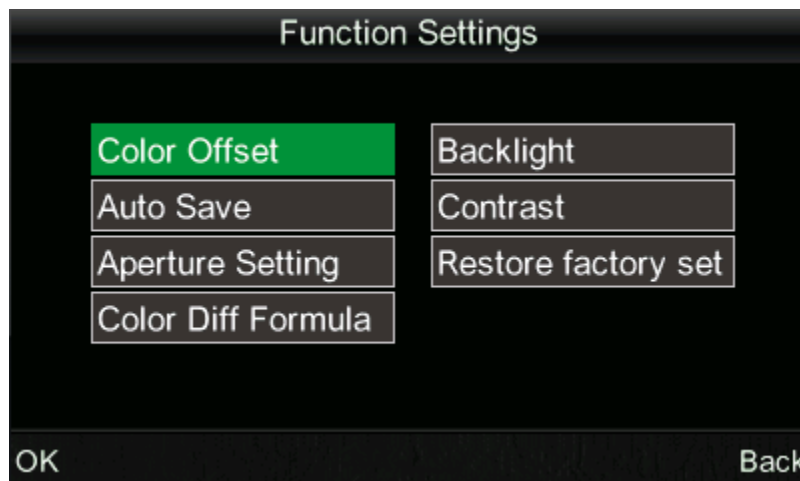 Function Settings
Color Offset
Auto Save
Aperture Setting
Color Diff Formula
Backlight
Contrast
Restore factory set
OK
Back